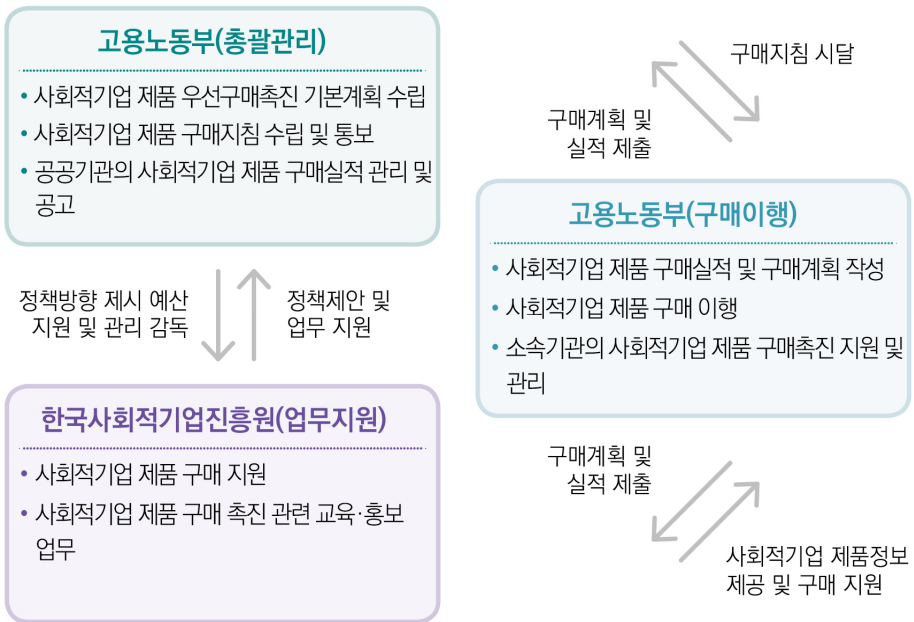 고용노동부(총괄관리)
• 사회적기업 제품 우선구매촉진 기본계획 수립
• 사회적기업 제품 구매지침 수립 및 통보
• 공공기관의 사회적기업 제품 구매실적 관리 및
공고
정책방향 제시 예산
지원 및 관리 감독
정책제안 및
업무 지원
한국사회적기업진흥원(업무지원)
• 사회적기업 제품 구매 지원
• 사회적기업 제품 구매 촉진 관련 교육·홍보
업무
구매지침 시달
구매계획 및
실적 제출
고용노동부(구매이행)
• 사회적기업 제품 구매실적 및 구매계획 작성
• 사회적기업 제품 구매 이행
• 소속기관의 사회적기업 제품 구매촉진 지원 및
관리
구매계획 및
실적 제출
사회적기업 제품정보
제공 및 구매 지원